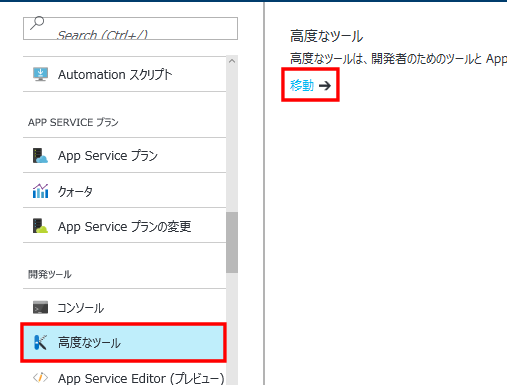 Search (Ctrl+/)
Automation スクリプト
APP SERVICE プラン
App Service プラン
クォータ
App Service プランの変更
開発ツール
コンソール
高度なツール
App Service Editor (プレビュー)
高度なツール
高度なツールは、開発者のためのツールと App
移動 →